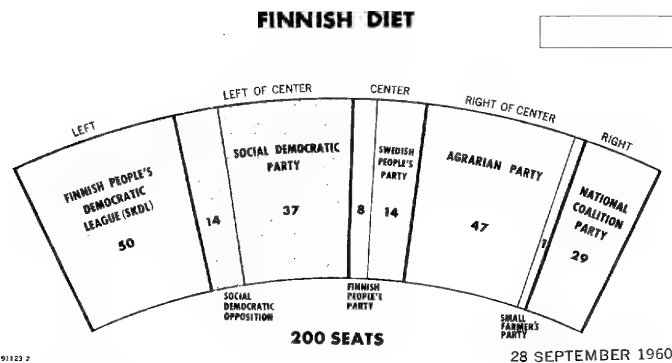 FINNISH DIET
LEFT
LEFT OF CENTER
CENTER
RIGHT OF CENTER
RIGHT
FINNISH PEOPLE'S
DEMOCRATIC
LEAGUE (SKDL)
50
14
SOCIAL DEMOCRATIC
PARTY
37
8
SWEDISH
PEOPLE'S
PARTY
14
AGRARIAN PARTY
47
1
NATIONAL
COALITION
PARTY
29
SOCIAL
DEMOCRATIC
OPPOSITION
FINNISH
PEOPLE'S
PARTY
SMALL
FARMER'S
PARTY
200 SEATS
91123 2
28 SEPTEMBER 1960